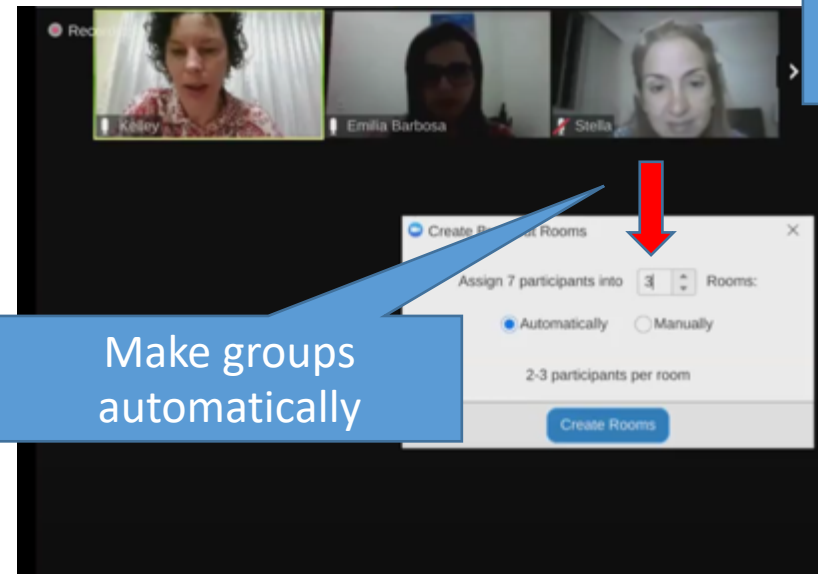 Kelley
Emilia Barbosa
Stella
Rooms
Assign 7 participants into 3 Rooms:
Automatically Manually
Make groups
automatically
2-3 participants per room
Create Rooms